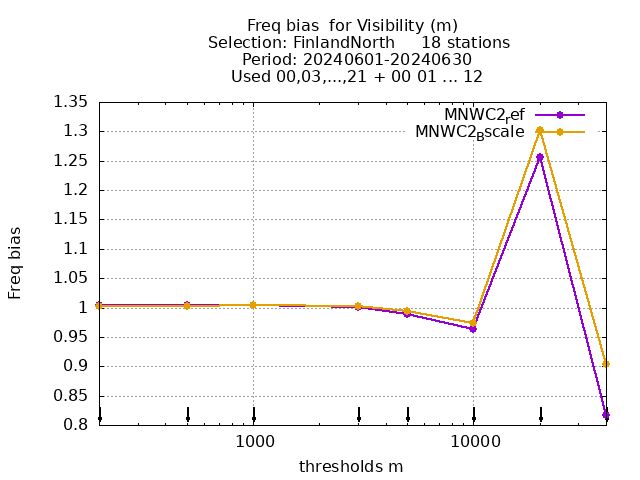 Freq bias  for Visibility (m)
Selection: FinlandNorth     18 stations
Period: 20240601-20240630
Used 00,03,...,21 + 00 01 ... 12
MNWC2ref
MNWC2Bscale
1.35
1.3
1.25
1.2
1.15
1.1
1.05
1
0.95
0.9
0.85
0.8
Freq bias
1000
10000
thresholds m